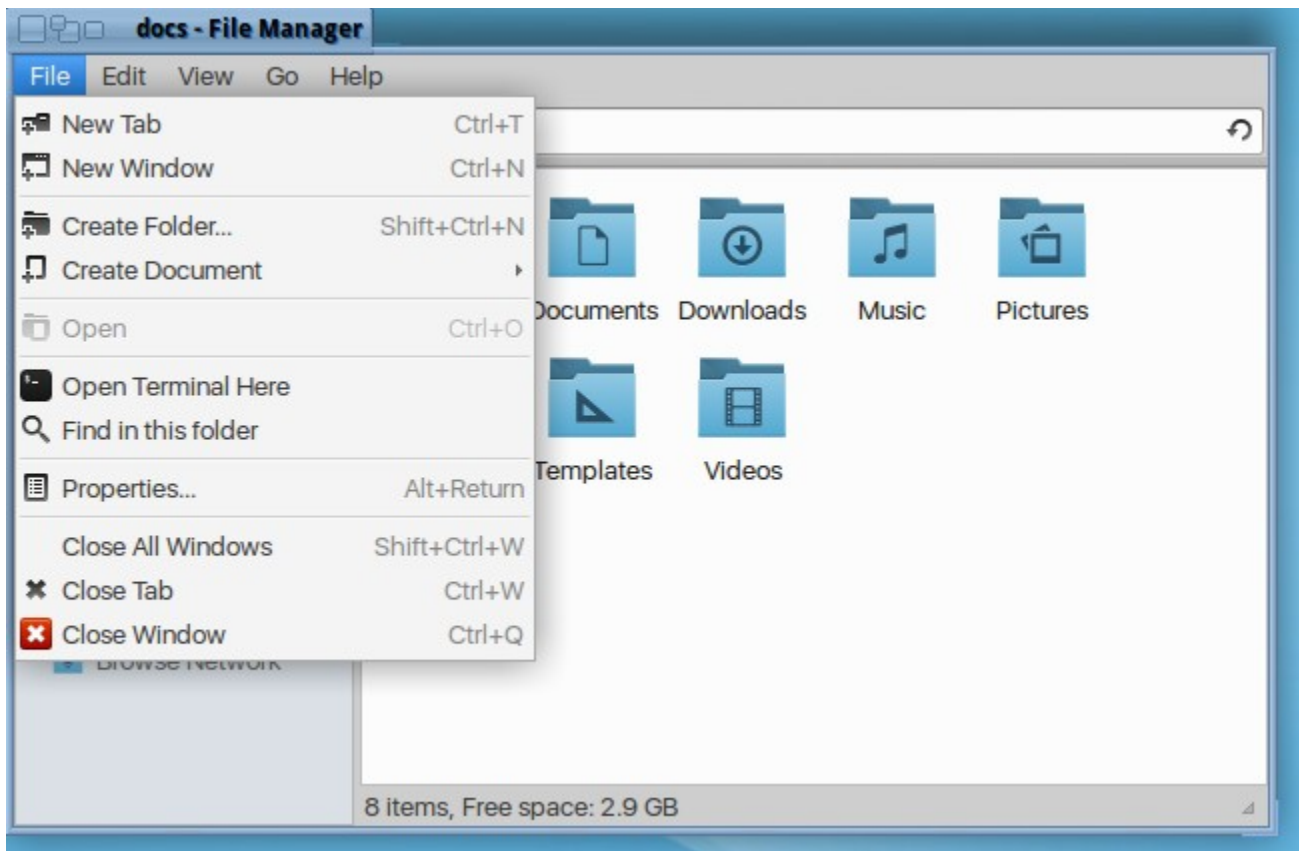 docs - File Manager
File Edit View Go Help
New Tab Ctrl+T
New Window Ctrl+N
Create Folder... Shift+Ctrl+N
Create Document
Open Ctrl+O
Open Terminal Here
Find in this folder
Properties... Alt+Return
Close All Windows Shift+Ctrl+W
Close Tab Ctrl+W
Close Window Ctrl+Q
Browse Network
Documents Downloads Music Pictures
Templates Videos
8 items, Free space: 2.9 GB